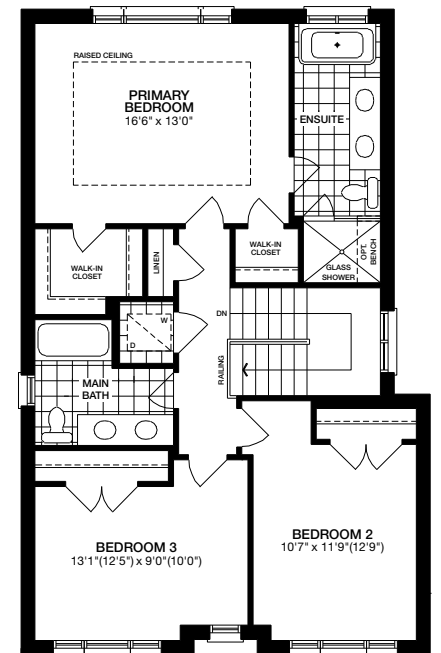 RAISED CEILING
PRIMARY
BEDROOM
16'6" x 13'0"
ENSUITE
WALK-IN
CLOSET
LINEN
WALK-IN
CLOSET
GLASS
SHOWER
OPT.
BENCH
W
D
DN
RAILING
MAIN
BATH
BEDROOM 3
13'1"(12'5") x 9'0"(10'0")
BEDROOM 2
10'7" x 11'9"(12'9")